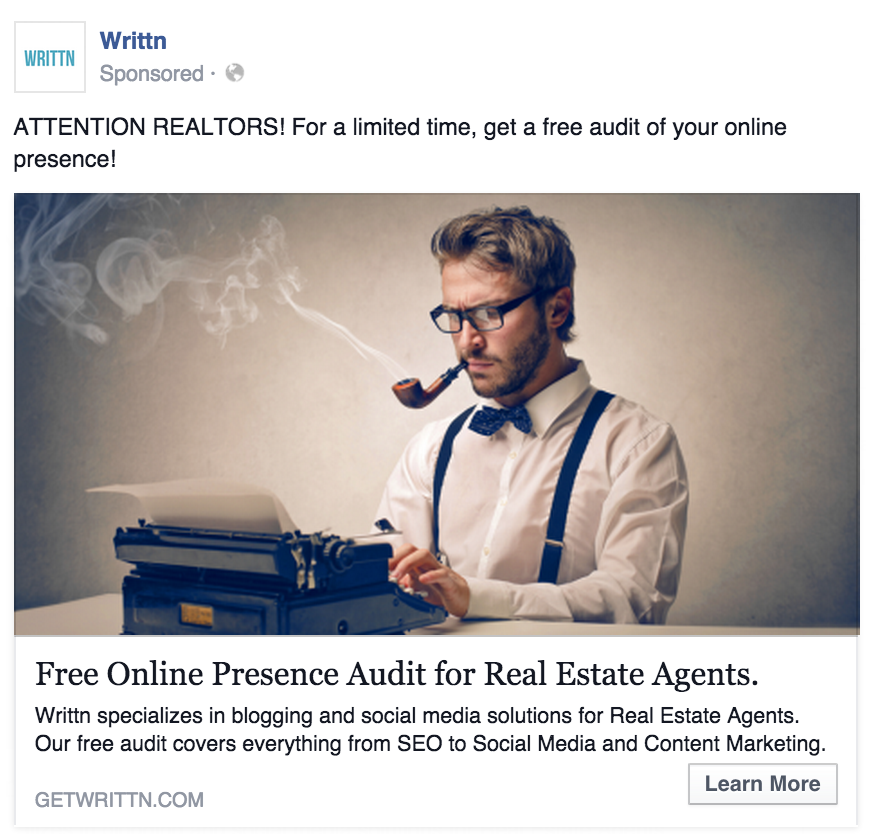 WRITTN
Writtn
Sponsored ·
ATTENTION REALTORS! For a limited time, get a free audit of your online
presence!
Free Online Presence Audit for Real Estate Agents.
Writtn specializes in blogging and social media solutions for Real Estate Agents.
Our free audit covers everything from SEO to Social Media and Content Marketing.
Learn More
GETWRITTN.COM